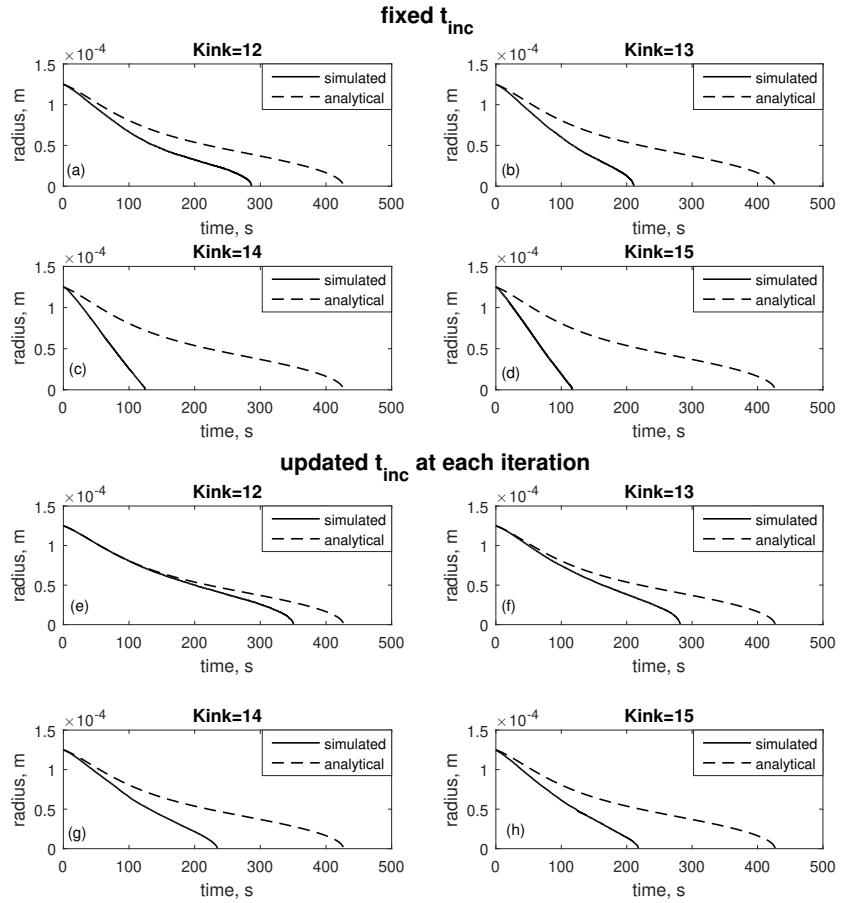 fixed t_inc
Kink=12
×10⁻⁴
1.5
1
0.5
0
radius, m
simulated
analytical
(a)
0 100 200 300 400 500
time, s
Kink=13
×10⁻⁴
1.5
1
0.5
0
radius, m
simulated
analytical
(b)
0 100 200 300 400 500
time, s
Kink=14
×10⁻⁴
1.5
1
0.5
0
radius, m
simulated
analytical
(c)
0 100 200 300 400 500
time, s
Kink=15
×10⁻⁴
1.5
1
0.5
0
radius, m
simulated
analytical
(d)
0 100 200 300 400 500
time, s
updated t_inc at each iteration
Kink=12
×10⁻⁴
1.5
1
0.5
0
radius, m
simulated
analytical
(e)
0 100 200 300 400 500
time, s
Kink=13
×10⁻⁴
1.5
1
0.5
0
radius, m
simulated
analytical
(f)
0 100 200 300 400 500
time, s
Kink=14
×10⁻⁴
1.5
1
0.5
0
radius, m
simulated
analytical
(g)
0 100 200 300 400 500
time, s
Kink=15
×10⁻⁴
1.5
1
0.5
0
radius, m
simulated
analytical
(h)
0 100 200 300 400 500
time, s